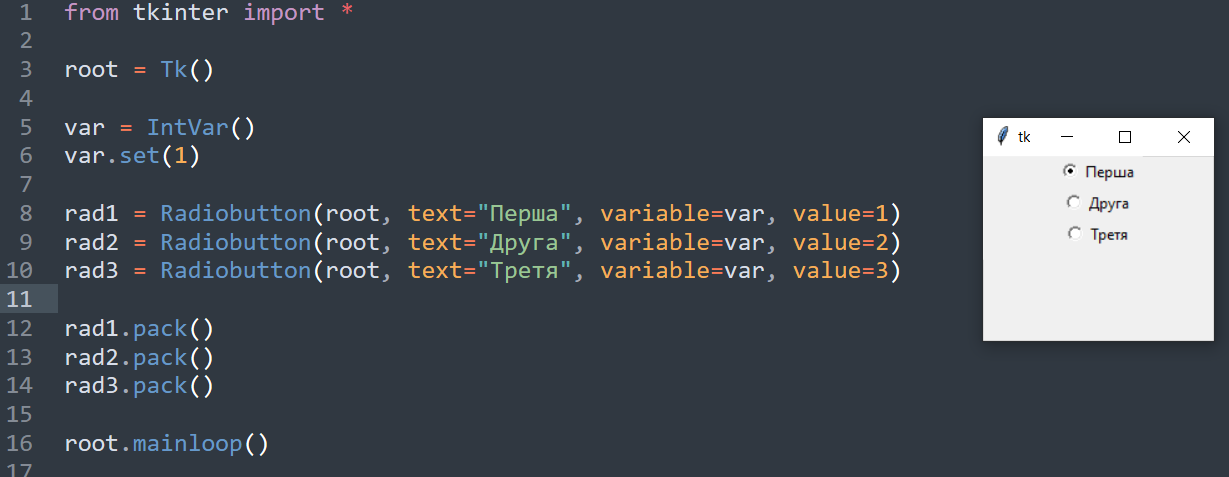 1 from tkinter import *
2
3 root = Tk()
4
5 var = IntVar()
6 var.set(1)
7
8 rad1 = Radiobutton(root, text="Перша", variable=var, value=1)
9 rad2 = Radiobutton(root, text="Друга", variable=var, value=2)
10 rad3 = Radiobutton(root, text="Третя", variable=var, value=3)
11
12 rad1.pack()
13 rad2.pack()
14 rad3.pack()
15
16 root.mainloop()
17
tk
Перша
Друга
Третя